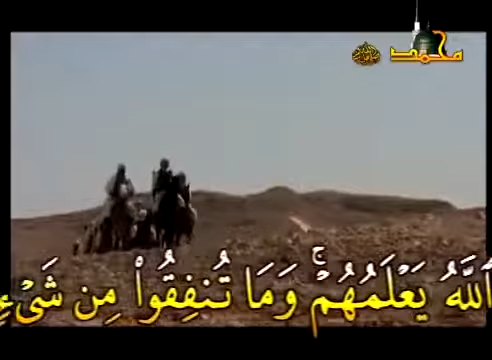 محمد
ٱللَّهُ يَعْلَمُهُمْ ۚ وَمَا تُنفِقُوا۟ مِن شَىْءٍ